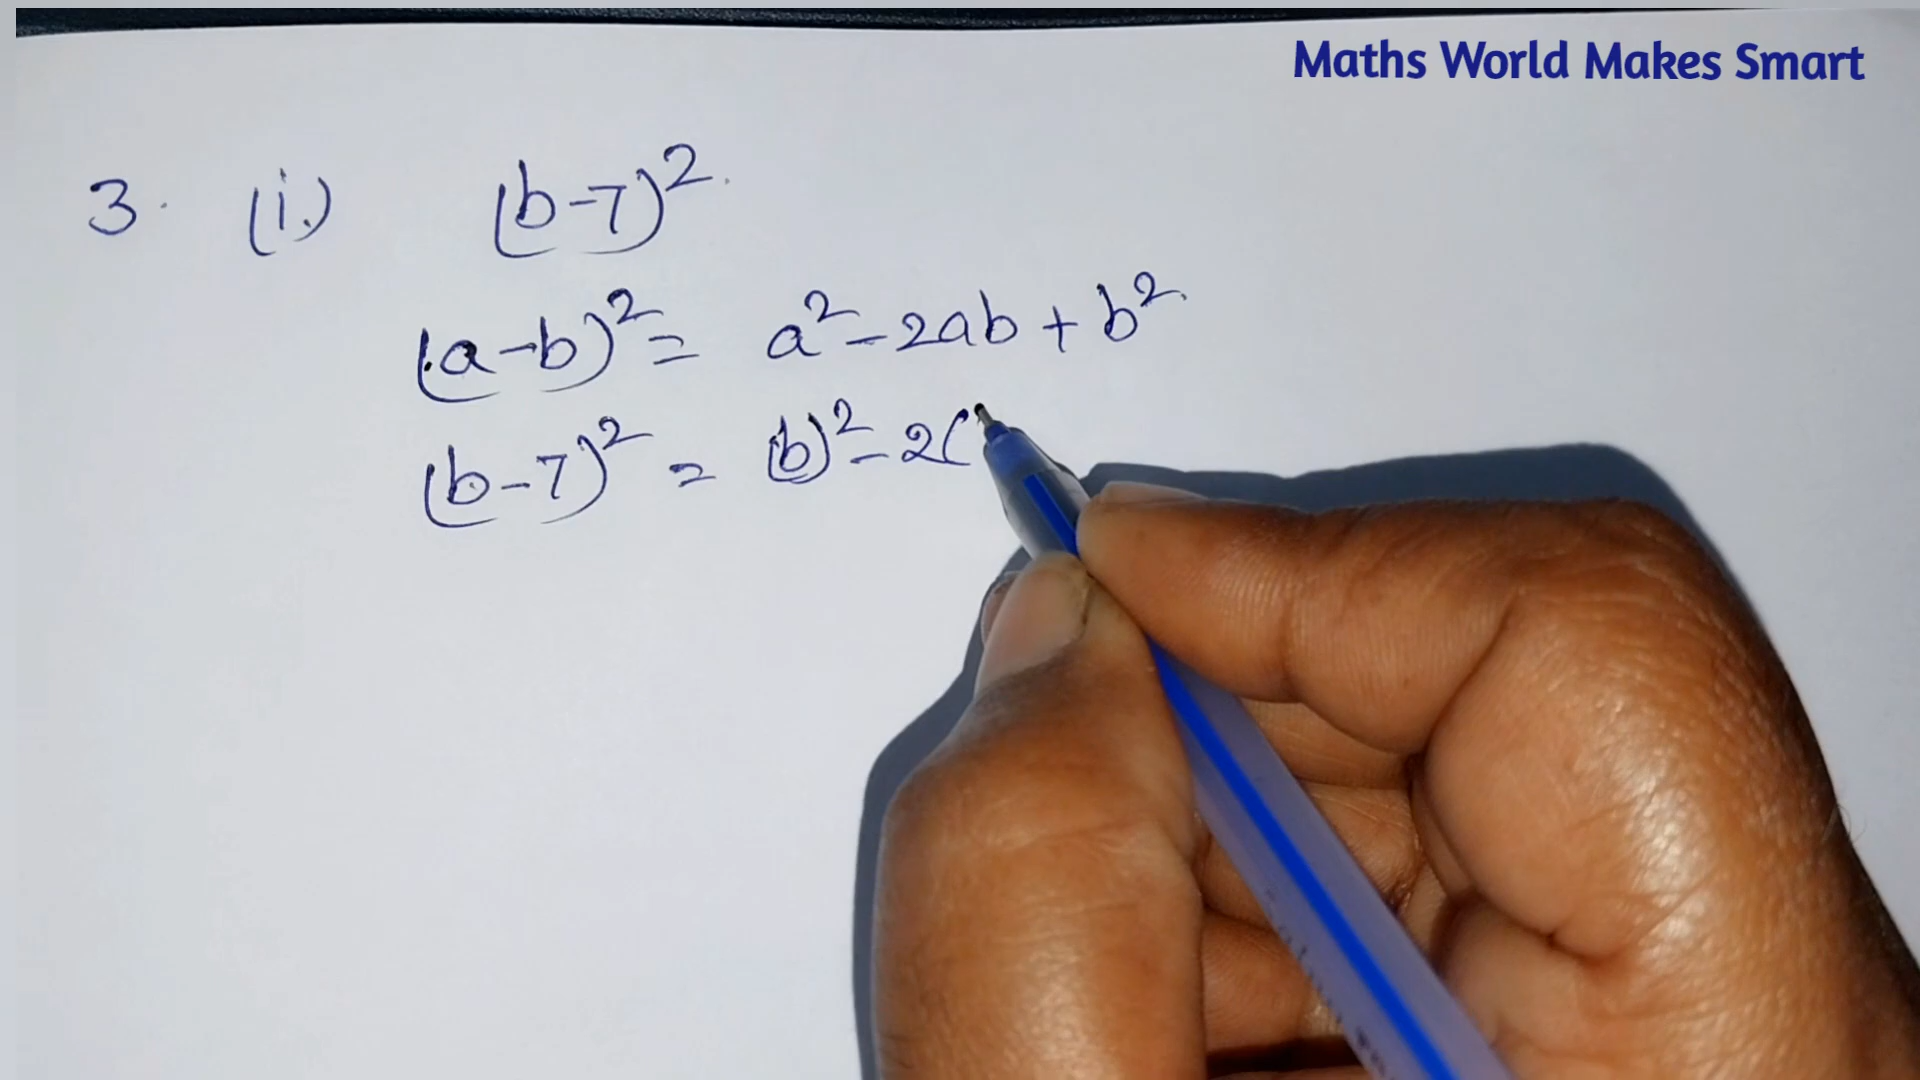 Maths World Makes Smart
3. (i.) (b-7)².
(a-b)² = a² - 2ab + b².
(b-7)² = (b)² - 2(